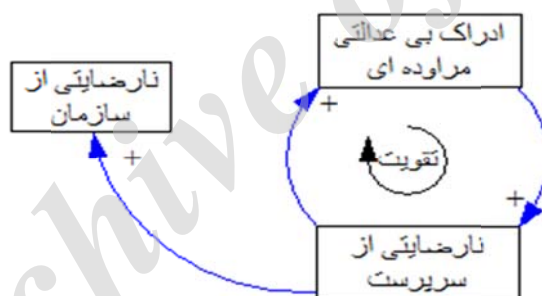 ادراک بی عدالتی
مراوده ای
نارضایتی از
سازمان
+
+
تقویت
+
نارضایتی از
سرپرست